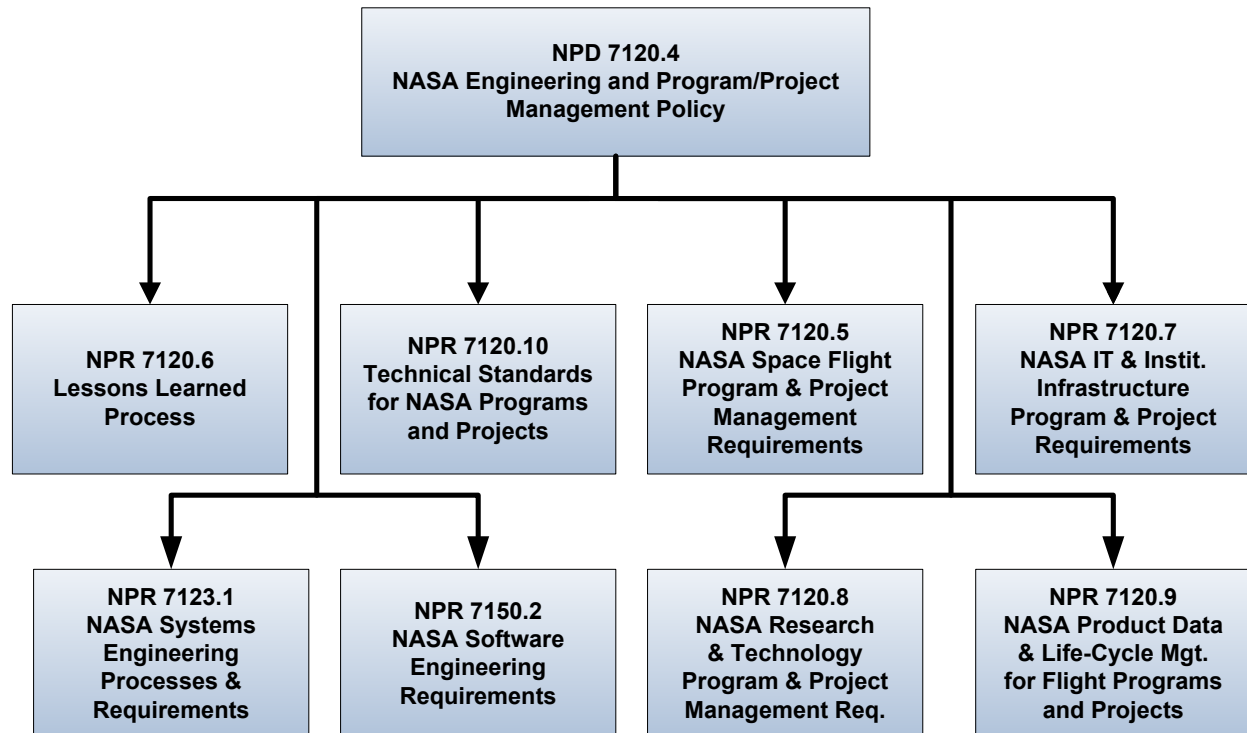 NPD 7120.4
NASA Engineering and Program/Project
Management Policy
NPR 7120.6
Lessons Learned
Process
NPR 7120.10
Technical Standards
for NASA Programs
and Projects
NPR 7120.5
NASA Space Flight
Program & Project
Management
Requirements
NPR 7120.7
NASA IT & Instit.
Infrastructure
Program & Project
Requirements
NPR 7123.1
NASA Systems
Engineering
Processes &
Requirements
NPR 7150.2
NASA Software
Engineering
Requirements
NPR 7120.8
NASA Research
& Technology
Program & Project
Management Req.
NPR 7120.9
NASA Product Data
& Life-Cycle Mgt.
for Flight Programs
and Projects